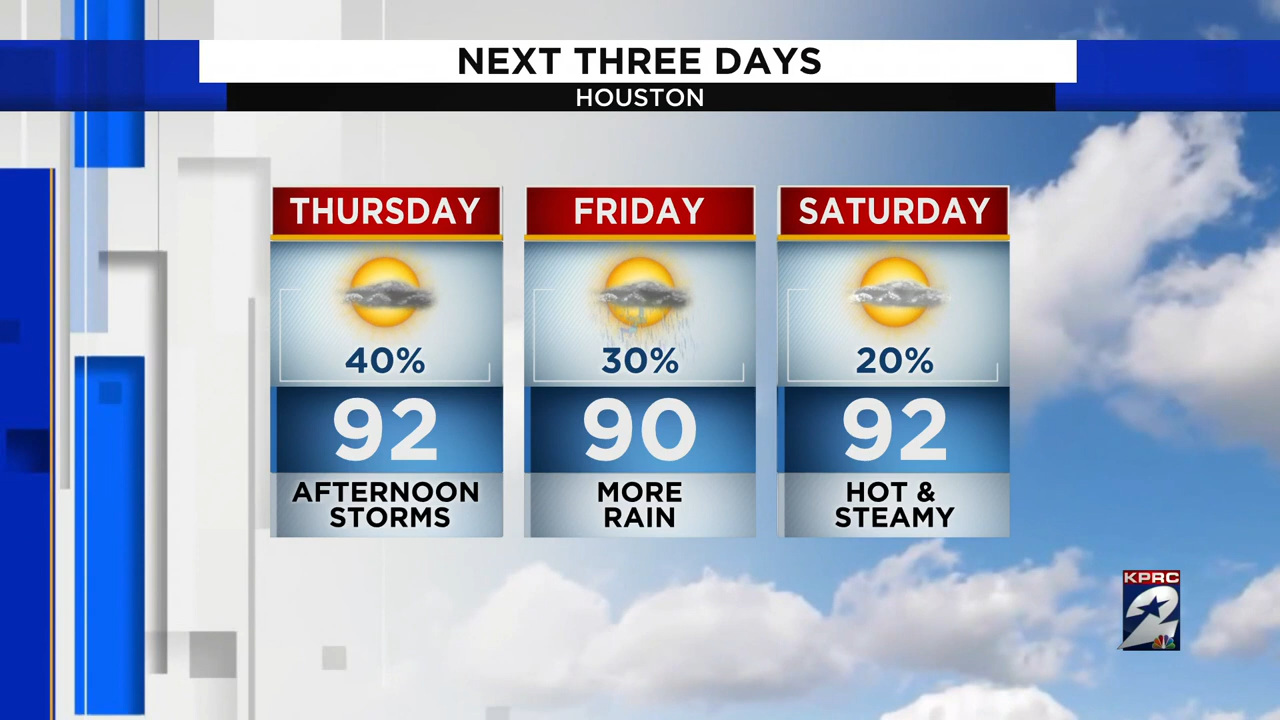 NEXT THREE DAYS
HOUSTON
THURSDAY
40%
92
AFTERNOON
STORMS
FRIDAY
30%
90
MORE
RAIN
SATURDAY
20%
92
HOT &
STEAMY
KPRC
2